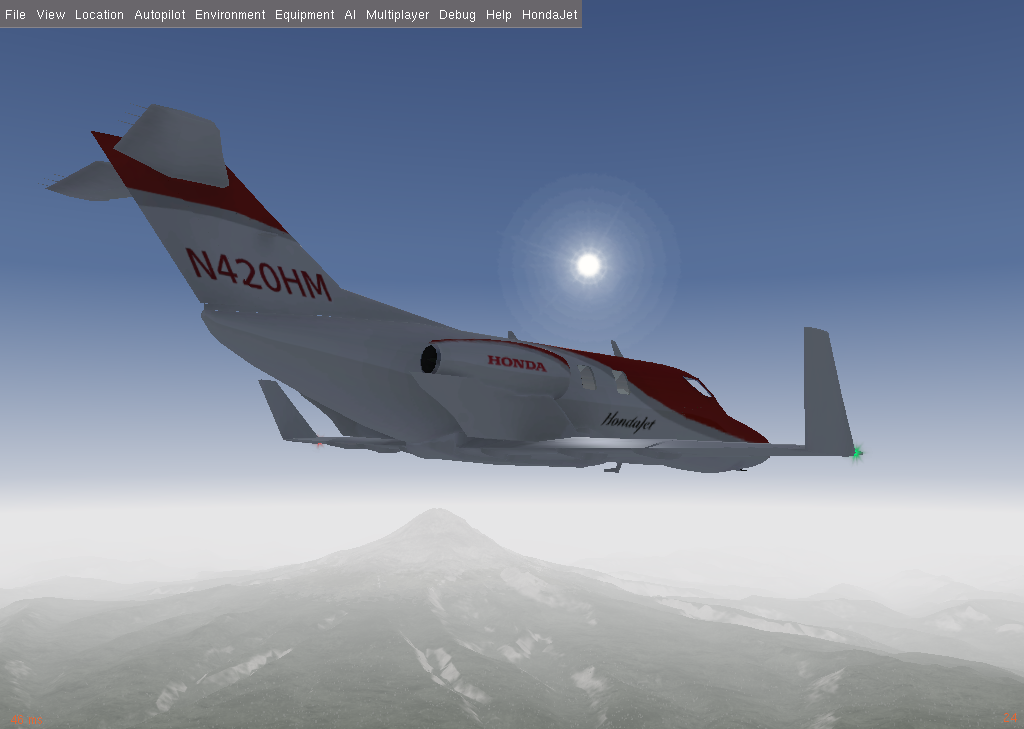 File View Location Autopilot Environment Equipment AI Multiplayer Debug Help HondaJet
N420HM
HONDA
HondaJet